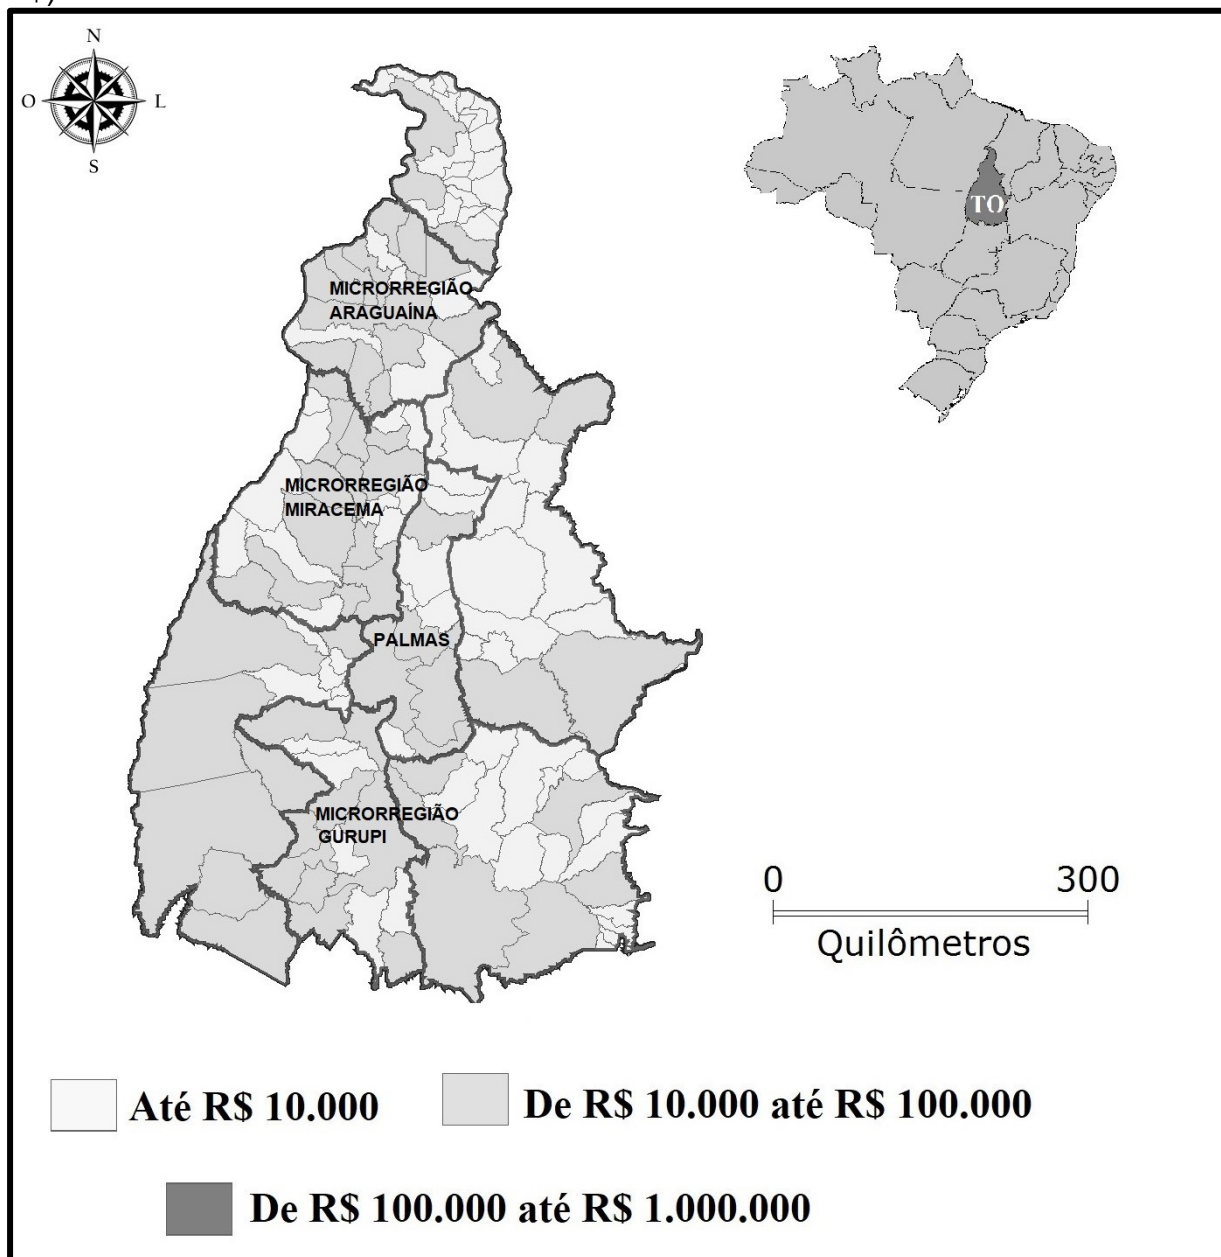 N
O L
S
TO
MICRORREGIÃO
ARAGUAÍNA
MICRORREGIÃO
MIRACEMA
PALMAS
MICRORREGIÃO
GURUPI
0 300
Quilômetros
Até R$ 10.000
De R$ 10.000 até R$ 100.000
De R$ 100.000 até R$ 1.000.000